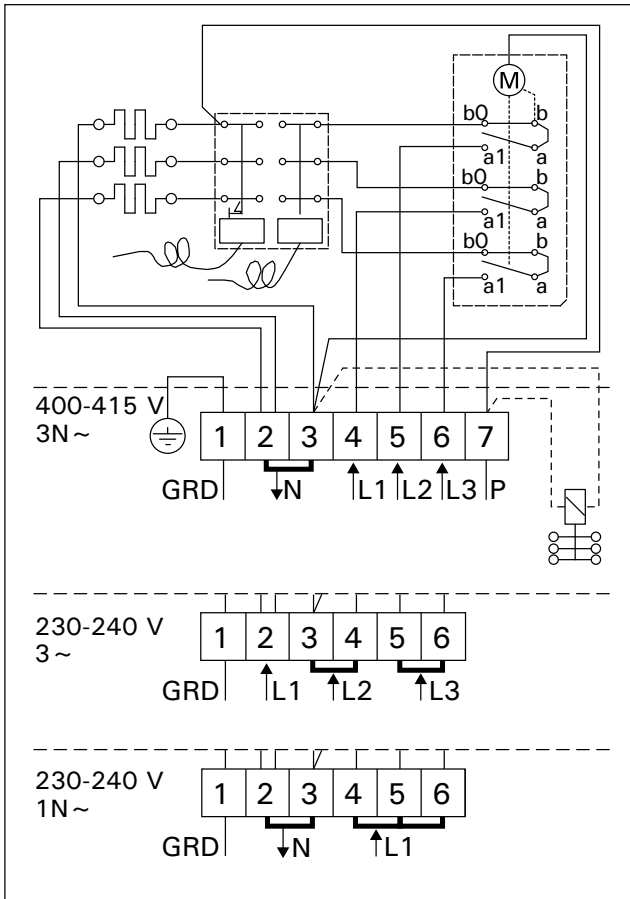 M
b0 b
a1 a
b0 b
a1 a
b0 b
a1 a
400-415 V
3N~
1 2 3 4 5 6 7
GRD N L1 L2 L3 P
230-240 V
3~
1 2 3 4 5 6
GRD L1 L2 L3
230-240 V
1N~
1 2 3 4 5 6
GRD N L1